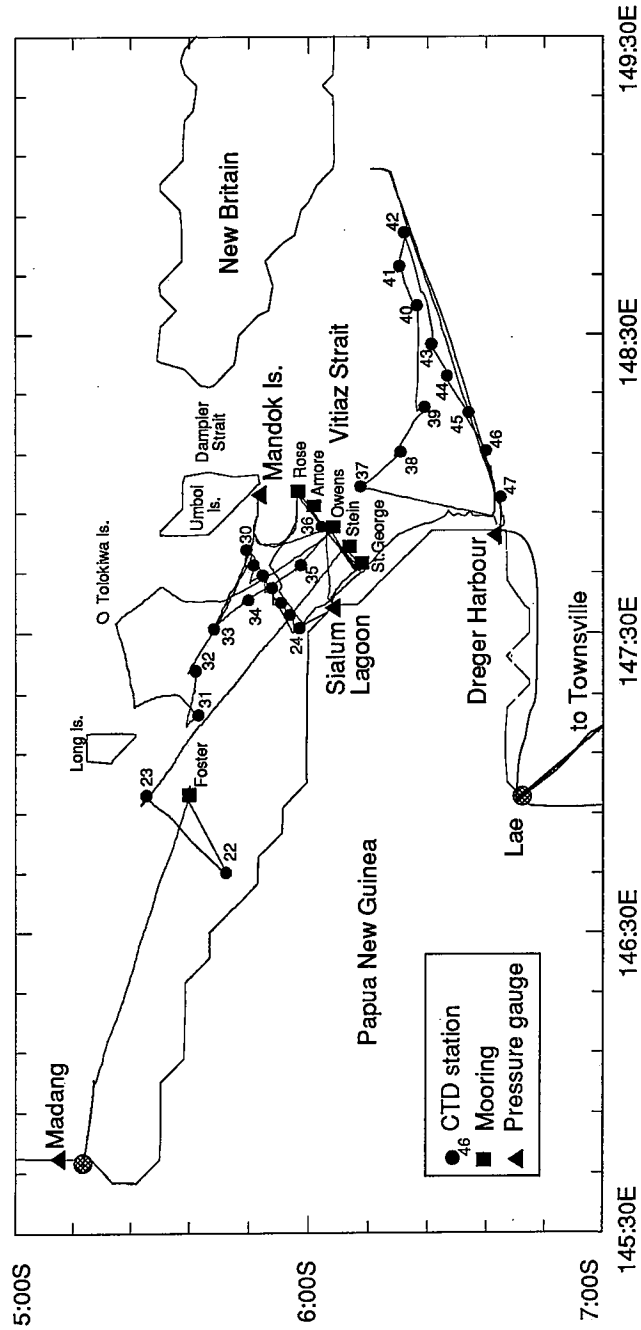 5:00S
6:00S
7:00S
145:30E
146:30E
147:30E
148:30E
149:30E
Madang
23
Foster
22
Long Is.
O Tolokiwa Is.
31
32
33
34
35
36
24
30
Umboi
Is.
Dampier
Strait
Mandok Is.
New Britain
Rose
Amore
Owens
Stein
St.George
Vitiaz Strait
Sialum
Lagoon
37
38
39
40
41
42
43
44
45
46
47
Dreger Harbour
Lae
to Townsville
Papua New Guinea
46 CTD station
Mooring
Pressure gauge